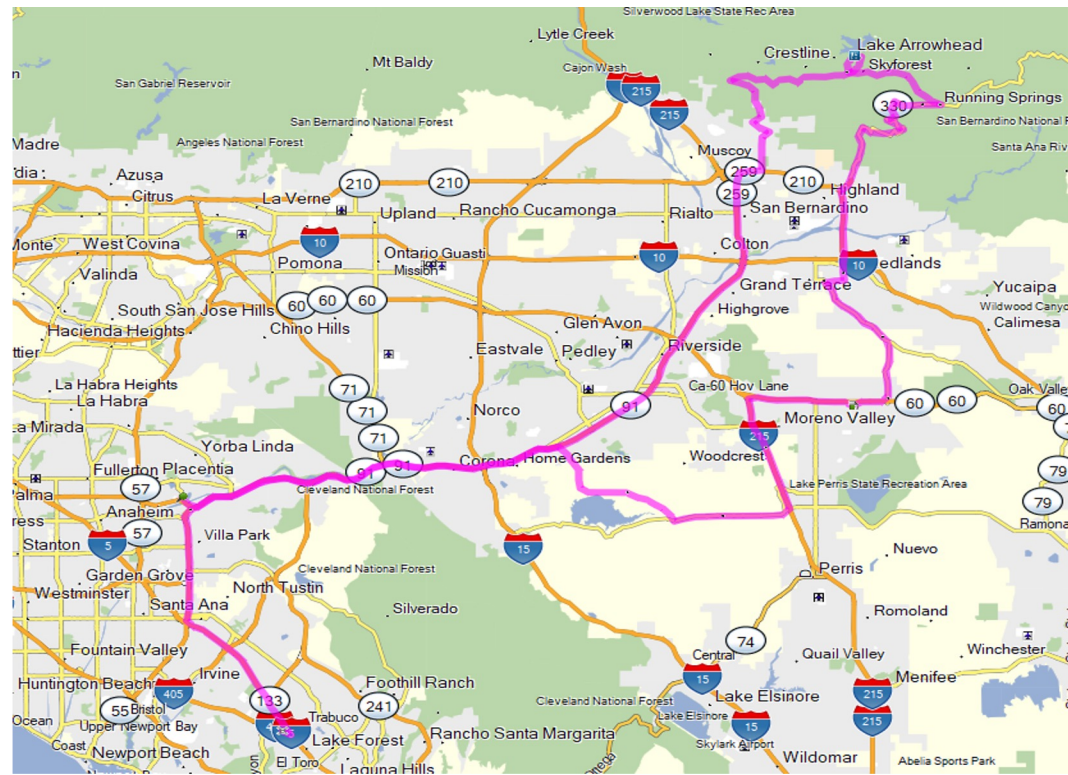 Silverwood Lake State Rec Area
Lytle Creek
Crestline
Lake Arrowhead
Skyforest
Mt Baldy
Cajon Wash
San Gabriel Reservoir
215
215
330
Running Springs
San Bernardino National Forest
San Bernardino National F
Angeles National Forest
Madre
Muscoy
Santa Ana Riv
Azusa
Citrus
La Verne
210
210
259
259
210
Highland
Upland
Rancho Cucamonga
Rialto
San Bernardino
Monte
West Covina
10
Ontario
Guasti
Mission
Colton
10
10
edlands
Valinda
Pomona
Grand Terrace
Yucaipa
Wildwood Canyo
60
60
60
South San Jose Hills
Chino Hills
Highgrove
Calimesa
Hacienda Heights
Glen Avon
ttier
Eastvale
Pedley
Riverside
La Habra Heights
La Habra
71
71
71
Ca-60 Hov Lane
Oak Valley
Norco
91
60
60
60
a Mirada
Moreno Valley
215
Yorba Linda
Woodcrest
Fullerton
Placentia
91
91
Corona
Home Gardens
79
79
57
Cleveland National Forest
Lake Perris State Recreation Area
Palma
Anaheim
57
Ramona
ress
Stanton
5
Villa Park
15
Nuevo
Garden Grove
Cleveland National Forest
Perris
Westminster
North Tustin
Santa Ana
Silverado
Romoland
74
Fountain Valley
Central
Quail Valley
Winchester
Irvine
Foothill Ranch
15
Menifee
Huntington Beach
405
133
241
Cleveland National Forest
Lake Elsinore
215
55
Bristol
Trabuco
Lake Elsinore
215
Ocean
Upper Newport Bay
Lake Forest
Rancho Santa Margarita
15
Skylark Airport
Coast
Newport Beach
El Toro
Laguna Hills
Ortega
Wildomar
Abelia Sports Park